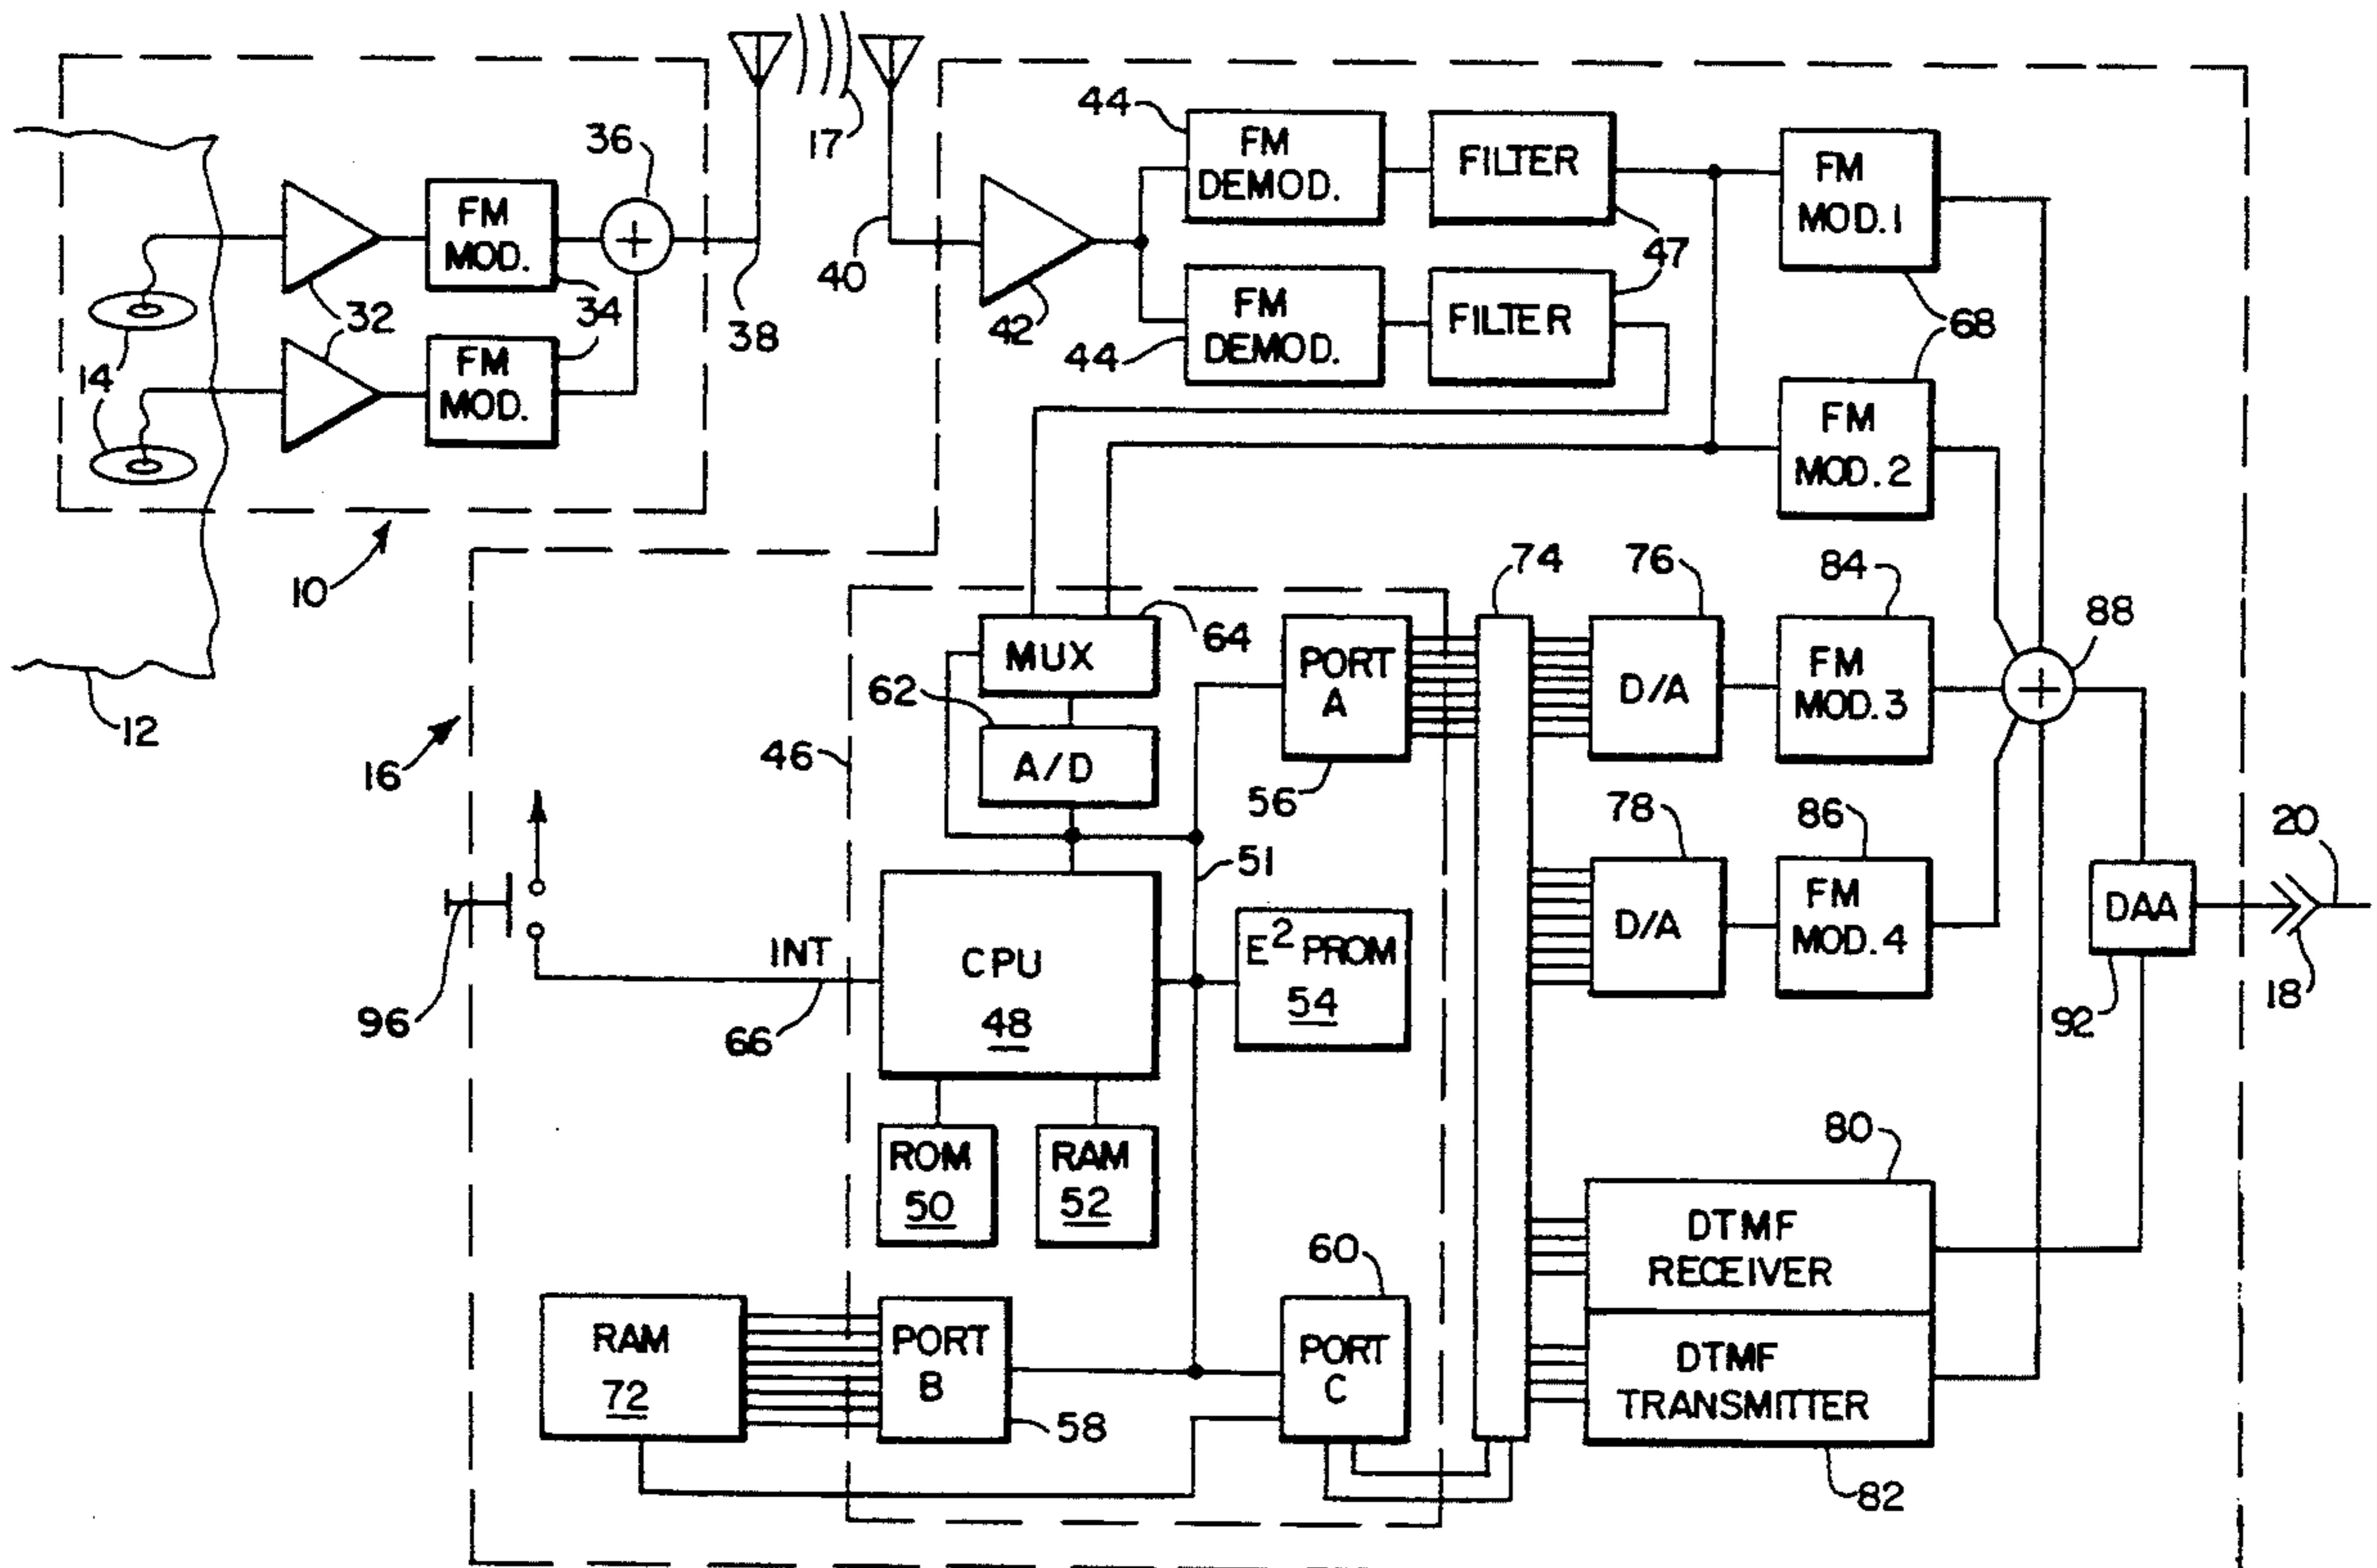 36
17
44
FM
DEMOD.
FILTER
FM
MOD.1
FM
MOD.
32
34
14
FM
MOD.
38
40
42
FM
DEMOD.
44
FILTER
47
68
FM
MOD.2
10
12
16
46
64
MUX
62
A/D
PORT
A
56
74
76
D/A
84
FM
MOD.3
88
78
D/A
86
FM
MOD.4
51
20
DAA
18
92
96
INT
66
CPU
48
E² PROM
54
ROM
50
RAM
52
80
DTMF
RECEIVER
60
RAM
72
PORT
B
58
PORT
C
DTMF
TRANSMITTER
82